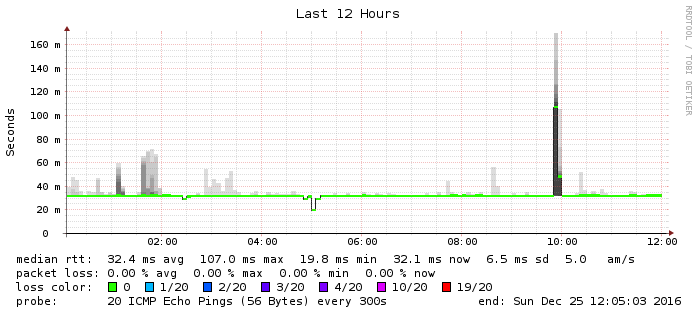 Last 12 Hours
RRDTOOL / TOBI OETIKER
Seconds
160 m
140 m
120 m
100 m
80 m
60 m
40 m
20 m
0
02:00 04:00 06:00 08:00 10:00 12:00
median rtt: 32.4 ms avg 107.0 ms max 19.8 ms min 32.1 ms now 6.5 ms sd 5.0 am/s
packet loss: 0.00 % avg 0.00 % max 0.00 % min 0.00 % now
loss color: 0 1/20 2/20 3/20 4/20 10/20 19/20
probe: 20 ICMP Echo Pings (56 Bytes) every 300s end: Sun Dec 25 12:05:03 2016